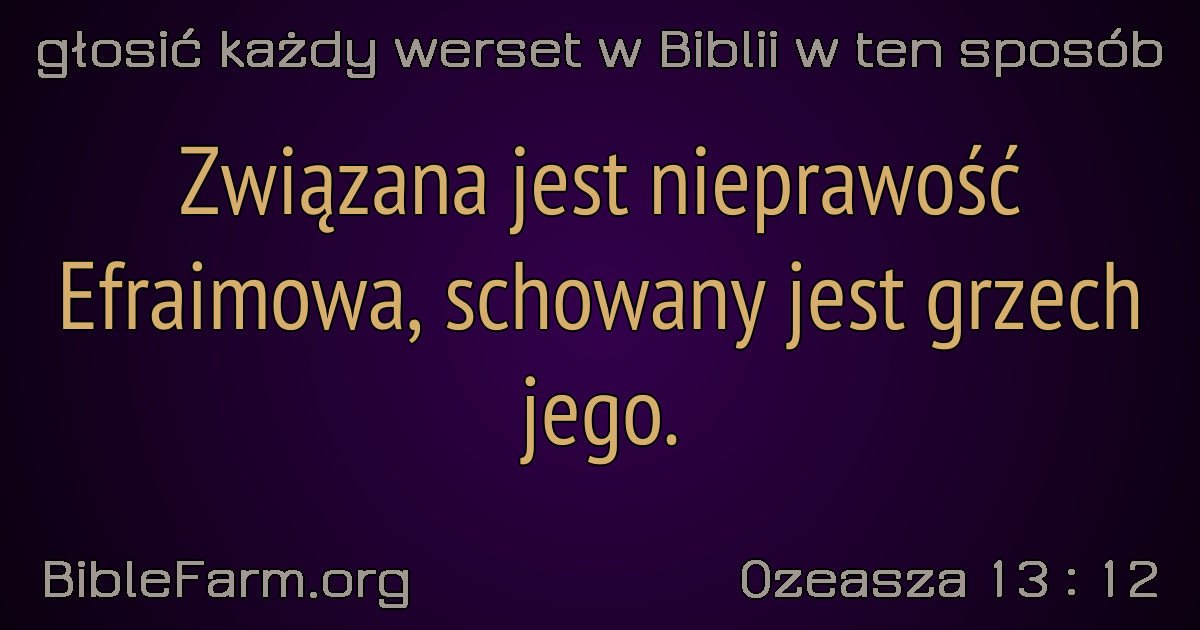 głosić każdy werset w Biblii w ten sposób
Związana jest nieprawość
Efraimowa, schowany jest grzech
jego.
BibleFarm.org
Ozeasza 13 : 12